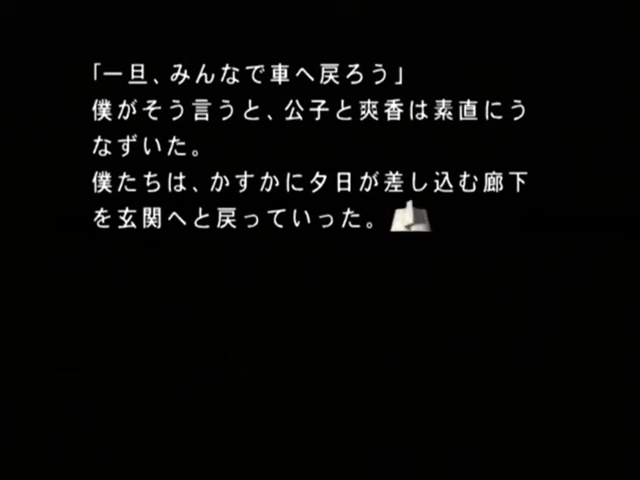 「一旦、みんなで車へ戻ろう」
僕がそう言うと、公子と爽香は素直にう
なずいた。
僕たちは、かすかに夕日が差し込む廊下
を玄関へと戻っていった。